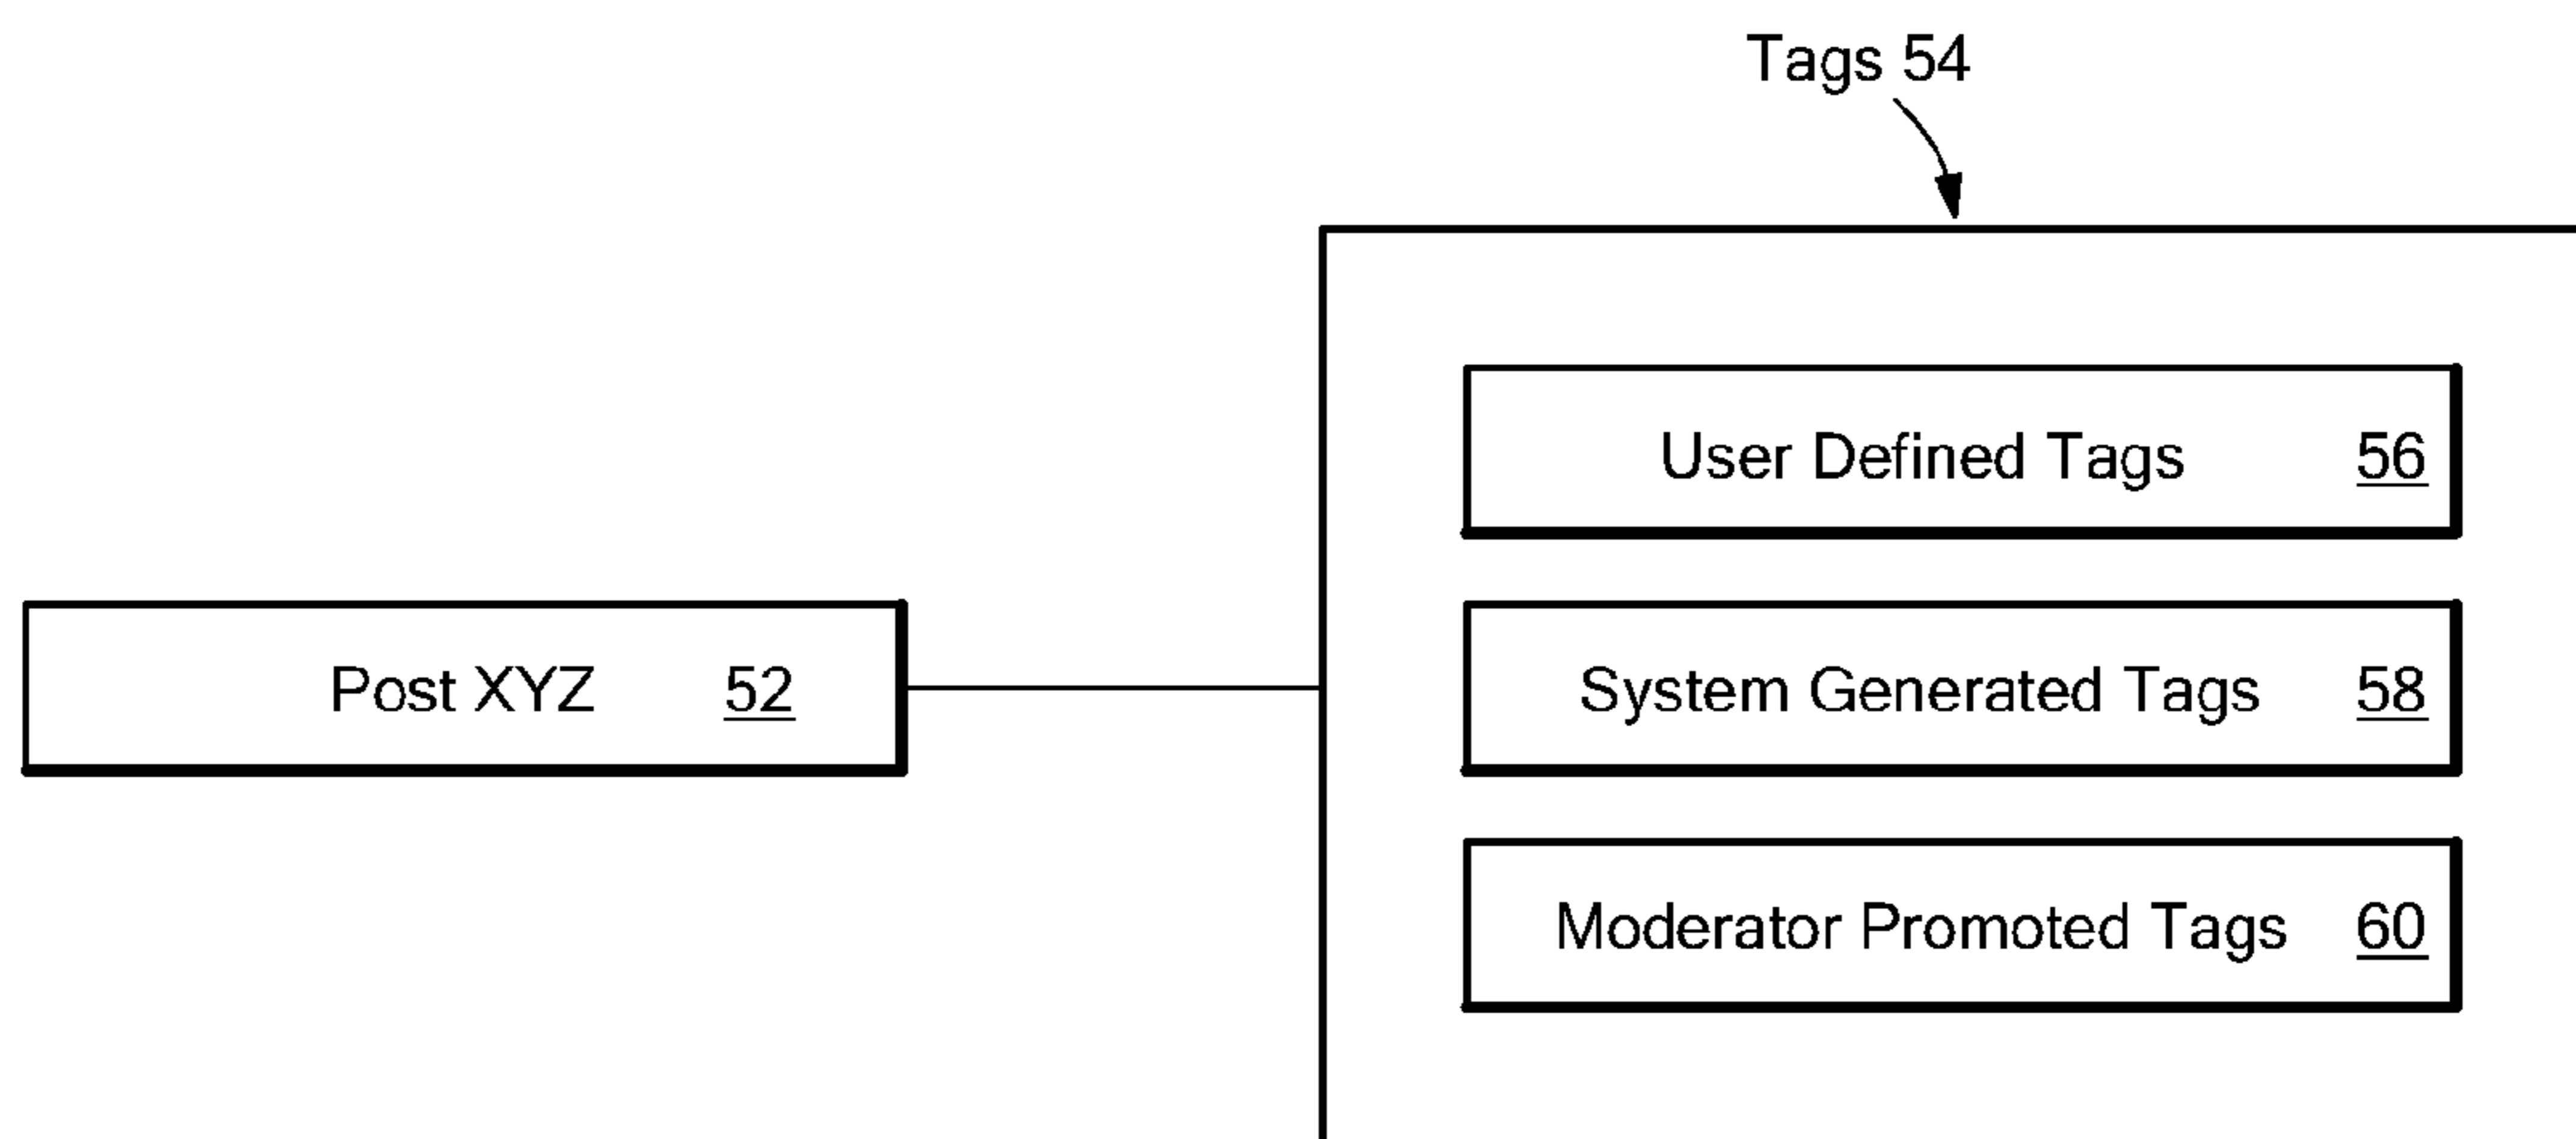 Tags 54
User Defined Tags 56
Post XYZ 52
System Generated Tags 58
Moderator Promoted Tags 60